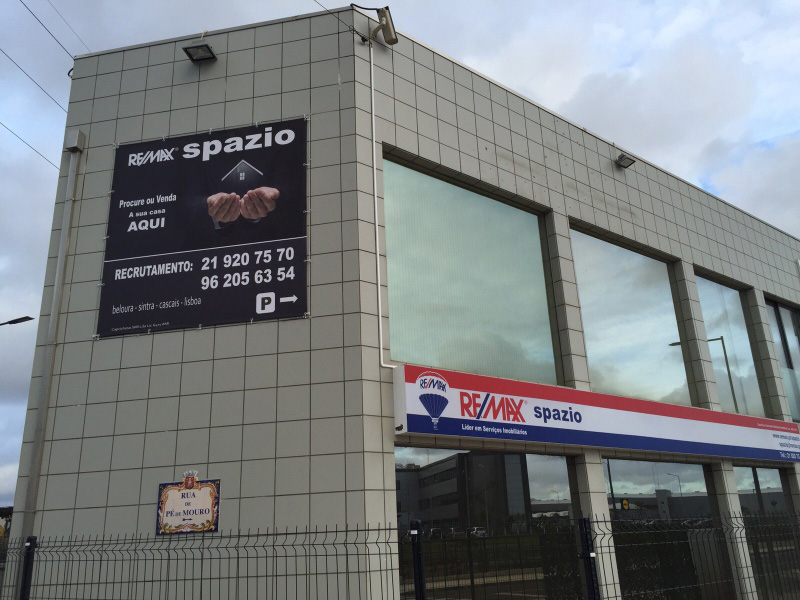 RE/MAX spazio
Procure ou Venda
A sua casa
AQUI
RECRUTAMENTO: 21 920 75 70
96 205 63 54
P
beloura - sintra - cascais - lisboa
RUA
DE
PÉ DE MOURO
RE/MAX
RE/MAX spazio
Líder em Serviços Imobiliários